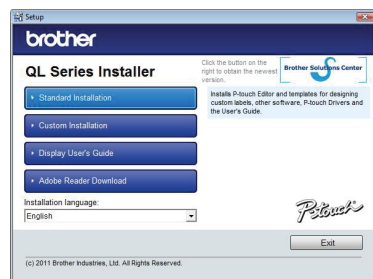 Setup
brother
QL Series Installer
Click the button on the
right to obtain the newest
version.
Brother Solutions Center
Standard Installation
Installs P-touch Editor and templates for designing
custom labels, other software, P-touch Drivers and
the User's Guide.
Custom Installation
Display User's Guide
Adobe Reader Download
Installation language:
English
P-touch
Exit
(c) 2011 Brother Industries, Ltd. All Rights Reserved.